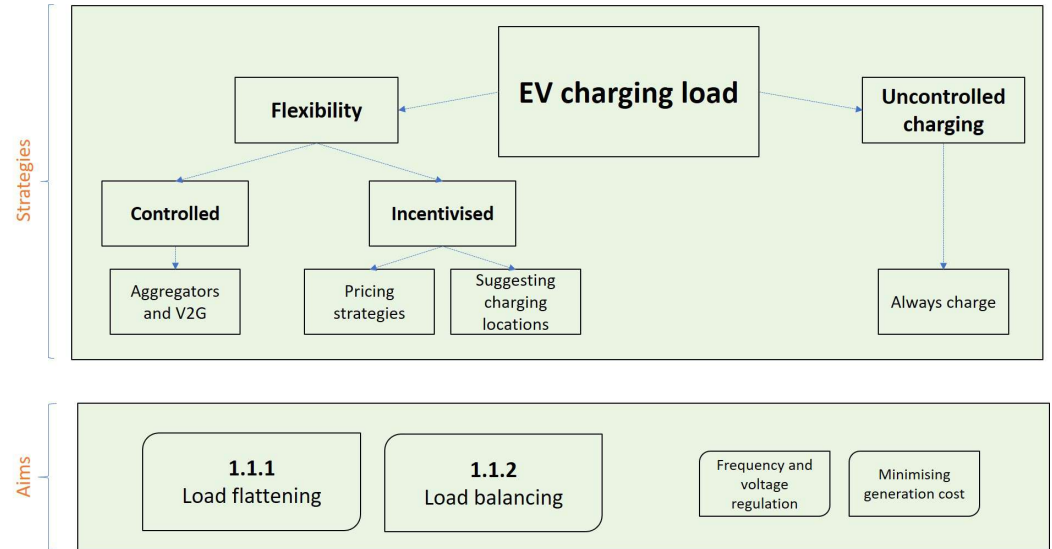 Strategies
EV charging load
Flexibility
Uncontrolled
charging
Controlled
Incentivised
Aggregators
and V2G
Pricing
strategies
Suggesting
charging
locations
Always charge
Aims
1.1.1
Load flattening
1.1.2
Load balancing
Frequency and
voltage
regulation
Minimising
generation cost